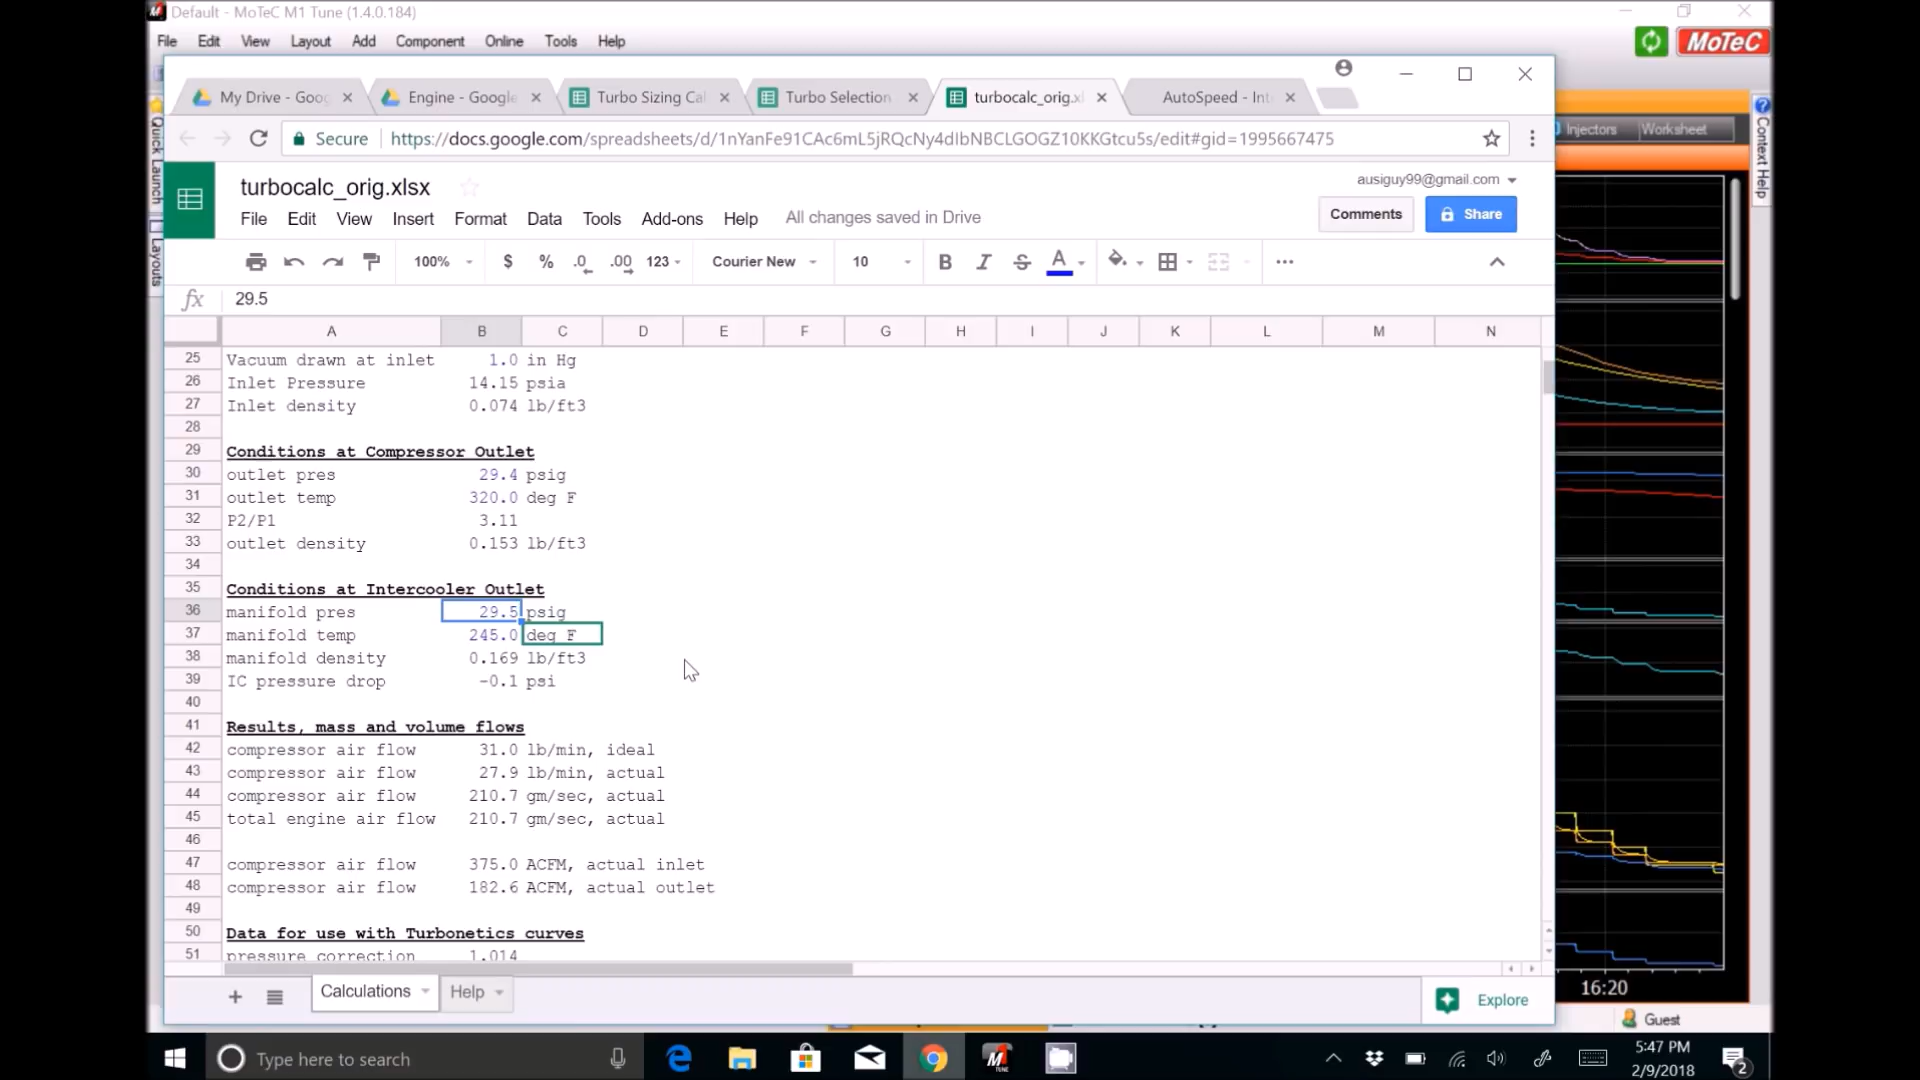 Default - MoTeC M1 Tune (1.4.0.184)
File Edit View Layout Add Component Online Tools Help
MoTeC
My Drive - Goog
Engine - Google
Turbo Sizing Cal
Turbo Selection
turbocalc_orig.xl
AutoSpeed - Int
Secure
https://docs.google.com/spreadsheets/d/1nYanFe91CAc6mL5jRQcNy4dIbNBCLGOGZ10KKGtcu5s/edit#gid=1995667475
Quick Launch
Layouts
Injectors
Worksheet
Context Help
turbocalc_orig.xlsx
ausiguy99@gmail.com
File Edit View Insert Format Data Tools Add-ons Help All changes saved in Drive
Comments
Share
100% $ % .0 .00 123 Courier New 10 B I S A
fx 29.5
A B C D E F G H I J K L M N
25 Vacuum drawn at inlet 1.0 in Hg
26 Inlet Pressure 14.15 psia
27 Inlet density 0.074 lb/ft3
28
29 Conditions at Compressor Outlet
30 outlet pres 29.4 psig
31 outlet temp 320.0 deg F
32 P2/P1 3.11
33 outlet density 0.153 lb/ft3
34
35 Conditions at Intercooler Outlet
36 manifold pres 29.5 psig
37 manifold temp 245.0 deg F
38 manifold density 0.169 lb/ft3
39 IC pressure drop -0.1 psi
40
41 Results, mass and volume flows
42 compressor air flow 31.0 lb/min, ideal
43 compressor air flow 27.9 lb/min, actual
44 compressor air flow 210.7 gm/sec, actual
45 total engine air flow 210.7 gm/sec, actual
46
47 compressor air flow 375.0 ACFM, actual inlet
48 compressor air flow 182.6 ACFM, actual outlet
49
50 Data for use with Turbonetics curves
51 pressure correction 1.014
Calculations
Help
Explore
16:20
Guest
Type here to search
5:47 PM
2/9/2018
2